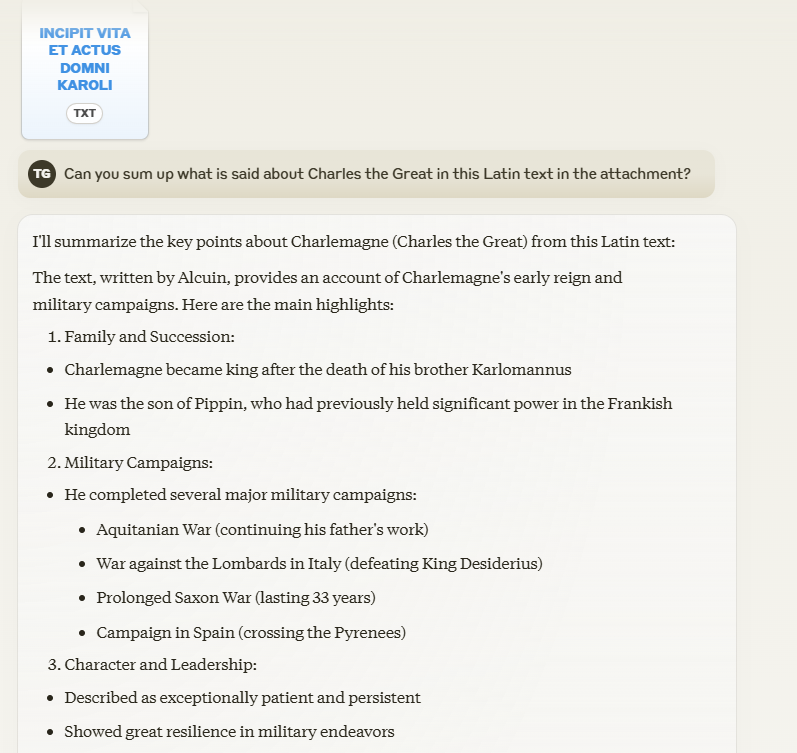 INCIPIT VITA
ET ACTUS
DOMNI
KAROLI
TXT
TG Can you sum up what is said about Charles the Great in this Latin text in the attachment?
I'll summarize the key points about Charlemagne (Charles the Great) from this Latin text:
The text, written by Alcuin, provides an account of Charlemagne's early reign and
military campaigns. Here are the main highlights:
1. Family and Succession:
• Charlemagne became king after the death of his brother Karlomannus
• He was the son of Pippin, who had previously held significant power in the Frankish
kingdom
2. Military Campaigns:
• He completed several major military campaigns:
• Aquitanian War (continuing his father's work)
• War against the Lombards in Italy (defeating King Desiderius)
• Prolonged Saxon War (lasting 33 years)
• Campaign in Spain (crossing the Pyrenees)
3. Character and Leadership:
• Described as exceptionally patient and persistent
• Showed great resilience in military endeavors